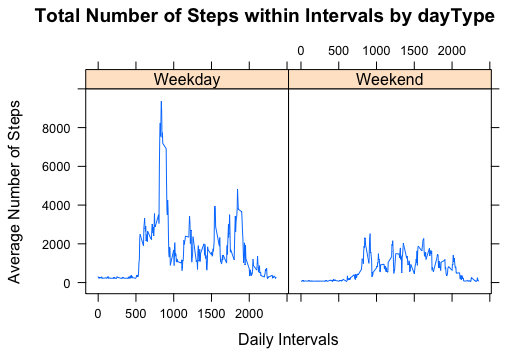 Total Number of Steps within Intervals by dayType
0 500 1000 1500 2000
Weekday Weekend
Average Number of Steps
8000
6000
4000
2000
0
0 500 1000 1500 2000
Daily Intervals